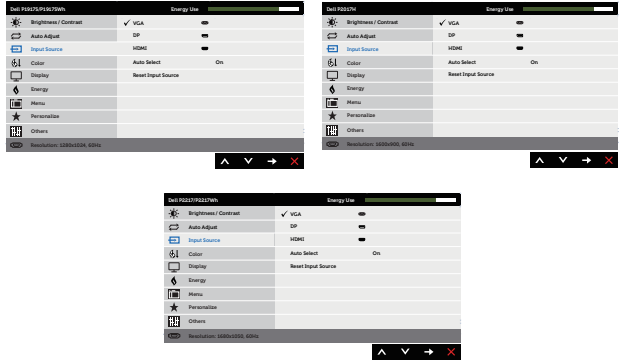 Dell P1917S/P1917SWh Energy Use
Brightness / Contrast VGA
Auto Adjust DP
Input Source HDMI
Color Auto Select On
Display Reset Input Source
Energy
Menu
Personalize
Others
Resolution: 1280x1024, 60Hz
Dell P2017H Energy Use
Brightness / Contrast VGA
Auto Adjust DP
Input Source HDMI
Color Auto Select On
Display Reset Input Source
Energy
Menu
Personalize
Others
Resolution: 1600x900, 60Hz
Dell P2217/P2217Wh Energy Use
Brightness / Contrast VGA
Auto Adjust DP
Input Source HDMI
Color Auto Select On
Display Reset Input Source
Energy
Menu
Personalize
Others
Resolution: 1680x1050, 60Hz